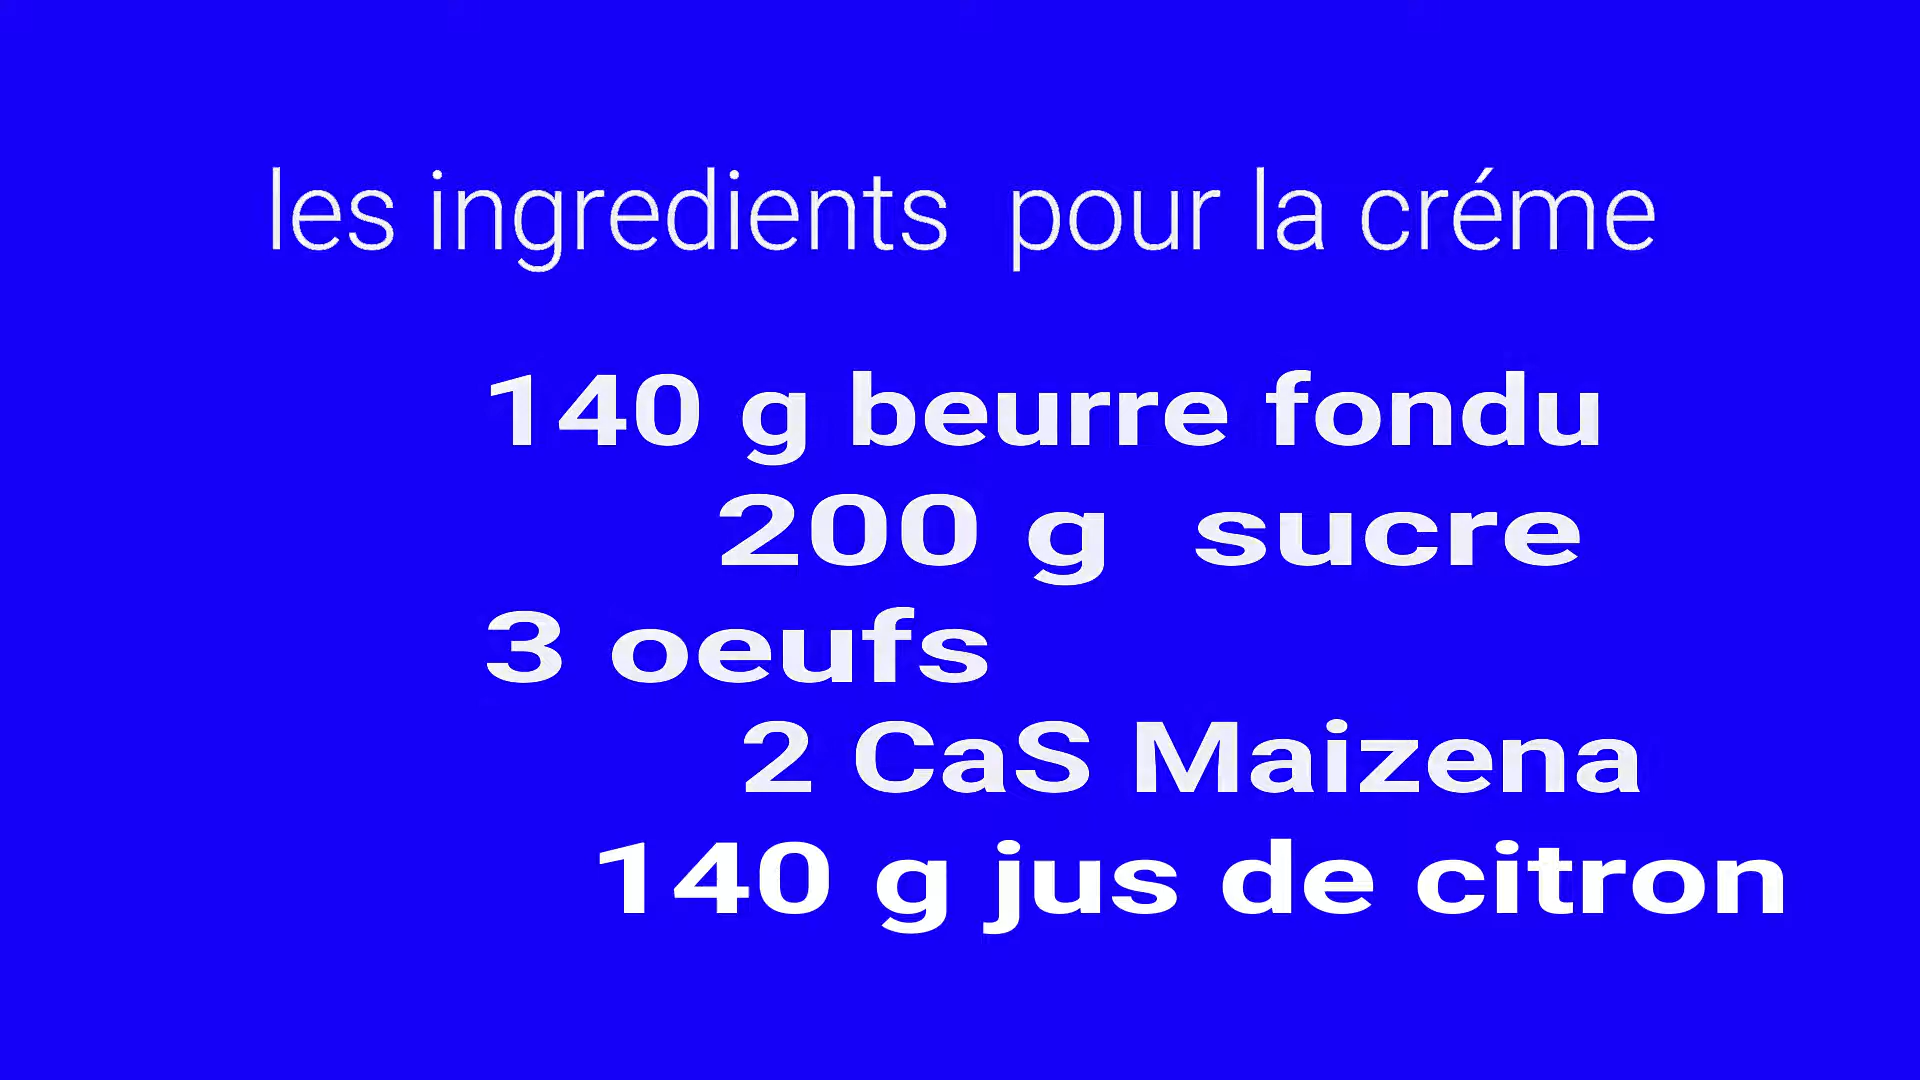 les ingredients pour la créme
140 g beurre fondu
200 g sucre
3 oeufs
2 CaS Maizena
140 g jus de citron